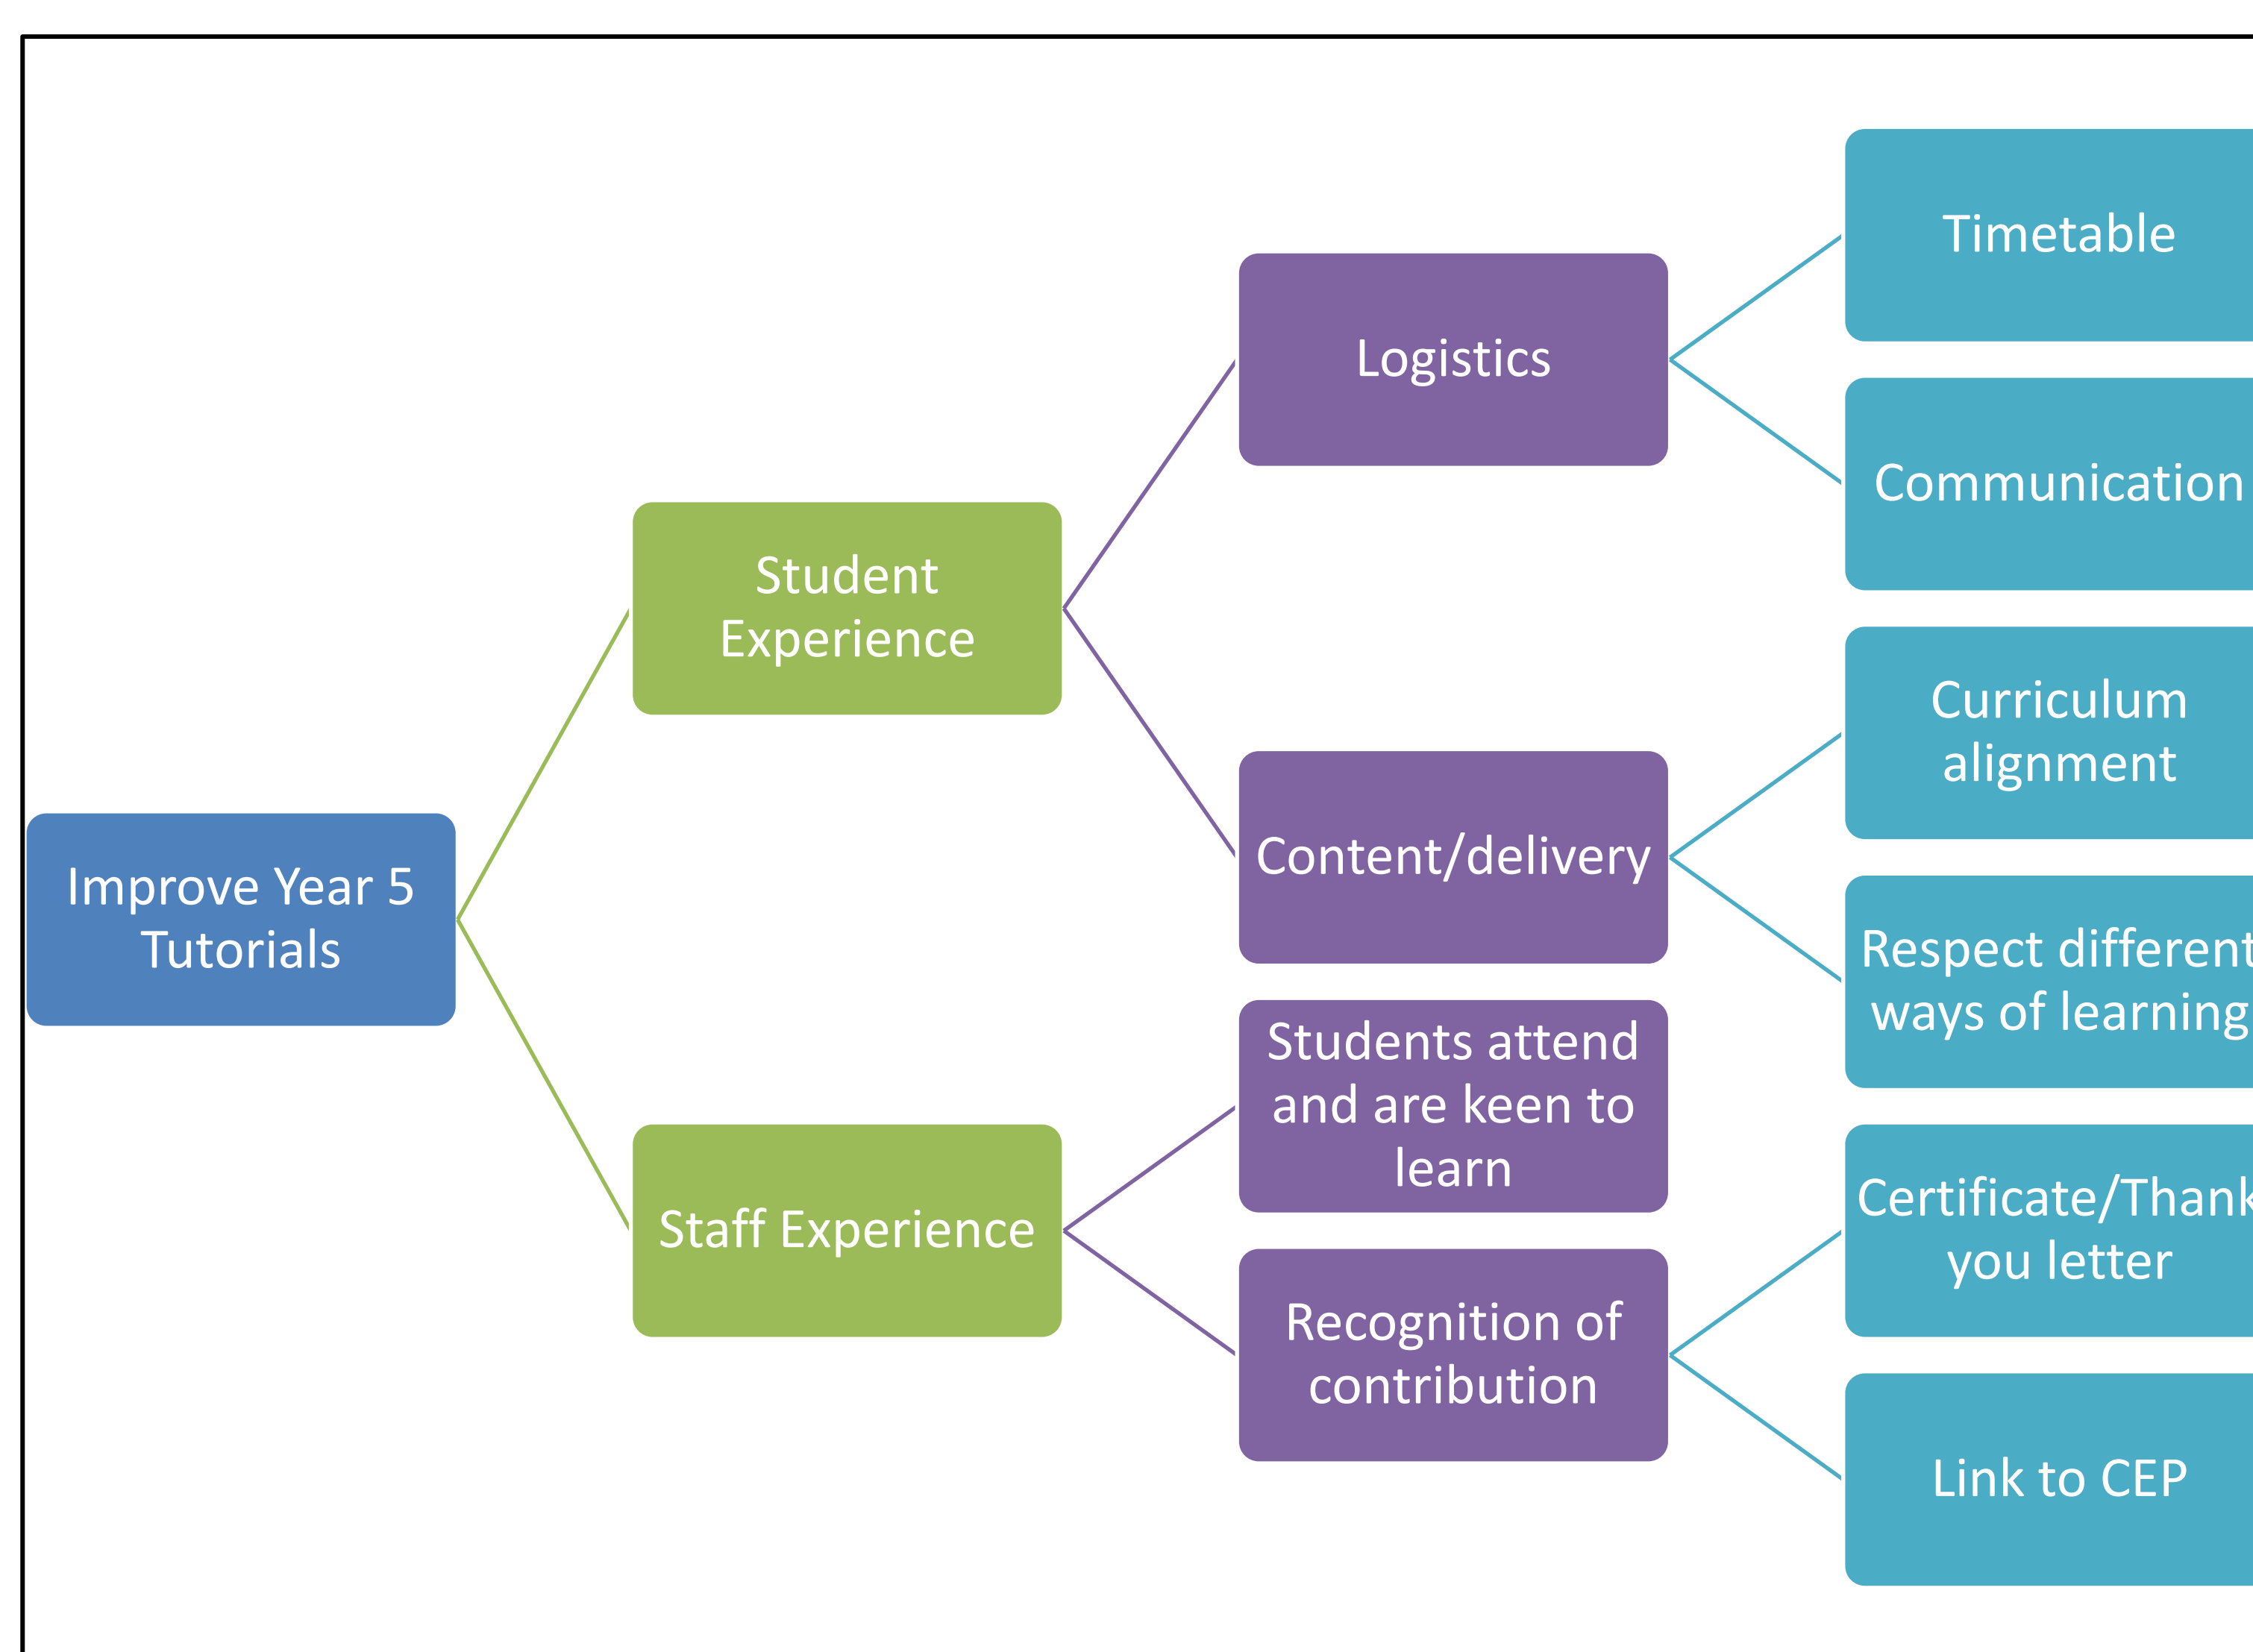 Improve Year 5
Tutorials
Student
Experience
Logistics
Timetable
Communication
Content/delivery
Curriculum
alignment
Respect different
ways of learning
Staff Experience
Students attend
and are keen to
learn
Recognition of
contribution
Certificate/Thank
you letter
Link to CEP